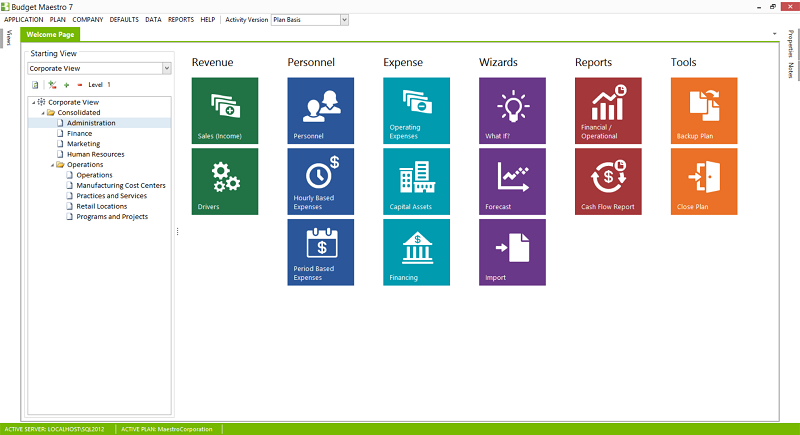 Budget Maestro 7
APPLICATION PLAN COMPANY DEFAULTS DATA REPORTS HELP Activity Version Plan Basis
Views
Welcome Page
Properties Notes
Starting View
Corporate View
Level 1
Corporate View
Consolidated
Administration
Finance
Marketing
Human Resources
Operations
Operations
Manufacturing Cost Centers
Practices and Services
Retail Locations
Programs and Projects
Revenue
Sales (Income)
Drivers
Personnel
Personnel
$
Hourly Based
Expenses
$
Period Based
Expenses
Expense
Operating
Expenses
Capital Assets
$
Financing
Wizards
What If?
Forecast
Import
Reports
Financial /
Operational
$
Cash Flow Report
Tools
Backup Plan
Close Plan
ACTIVE SERVER: LOCALHOST\SQL2012 ACTIVE PLAN: MaestroCorporation